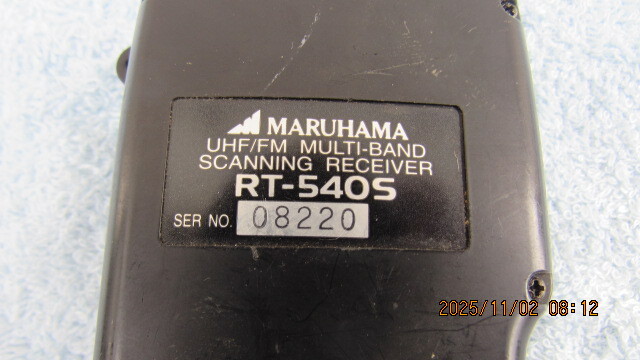 MARUHAMA
UHF/FM MULTI-BAND
SCANNING RECEIVER
RT-540S
SER NO. 08220
2025/11/02 08:12